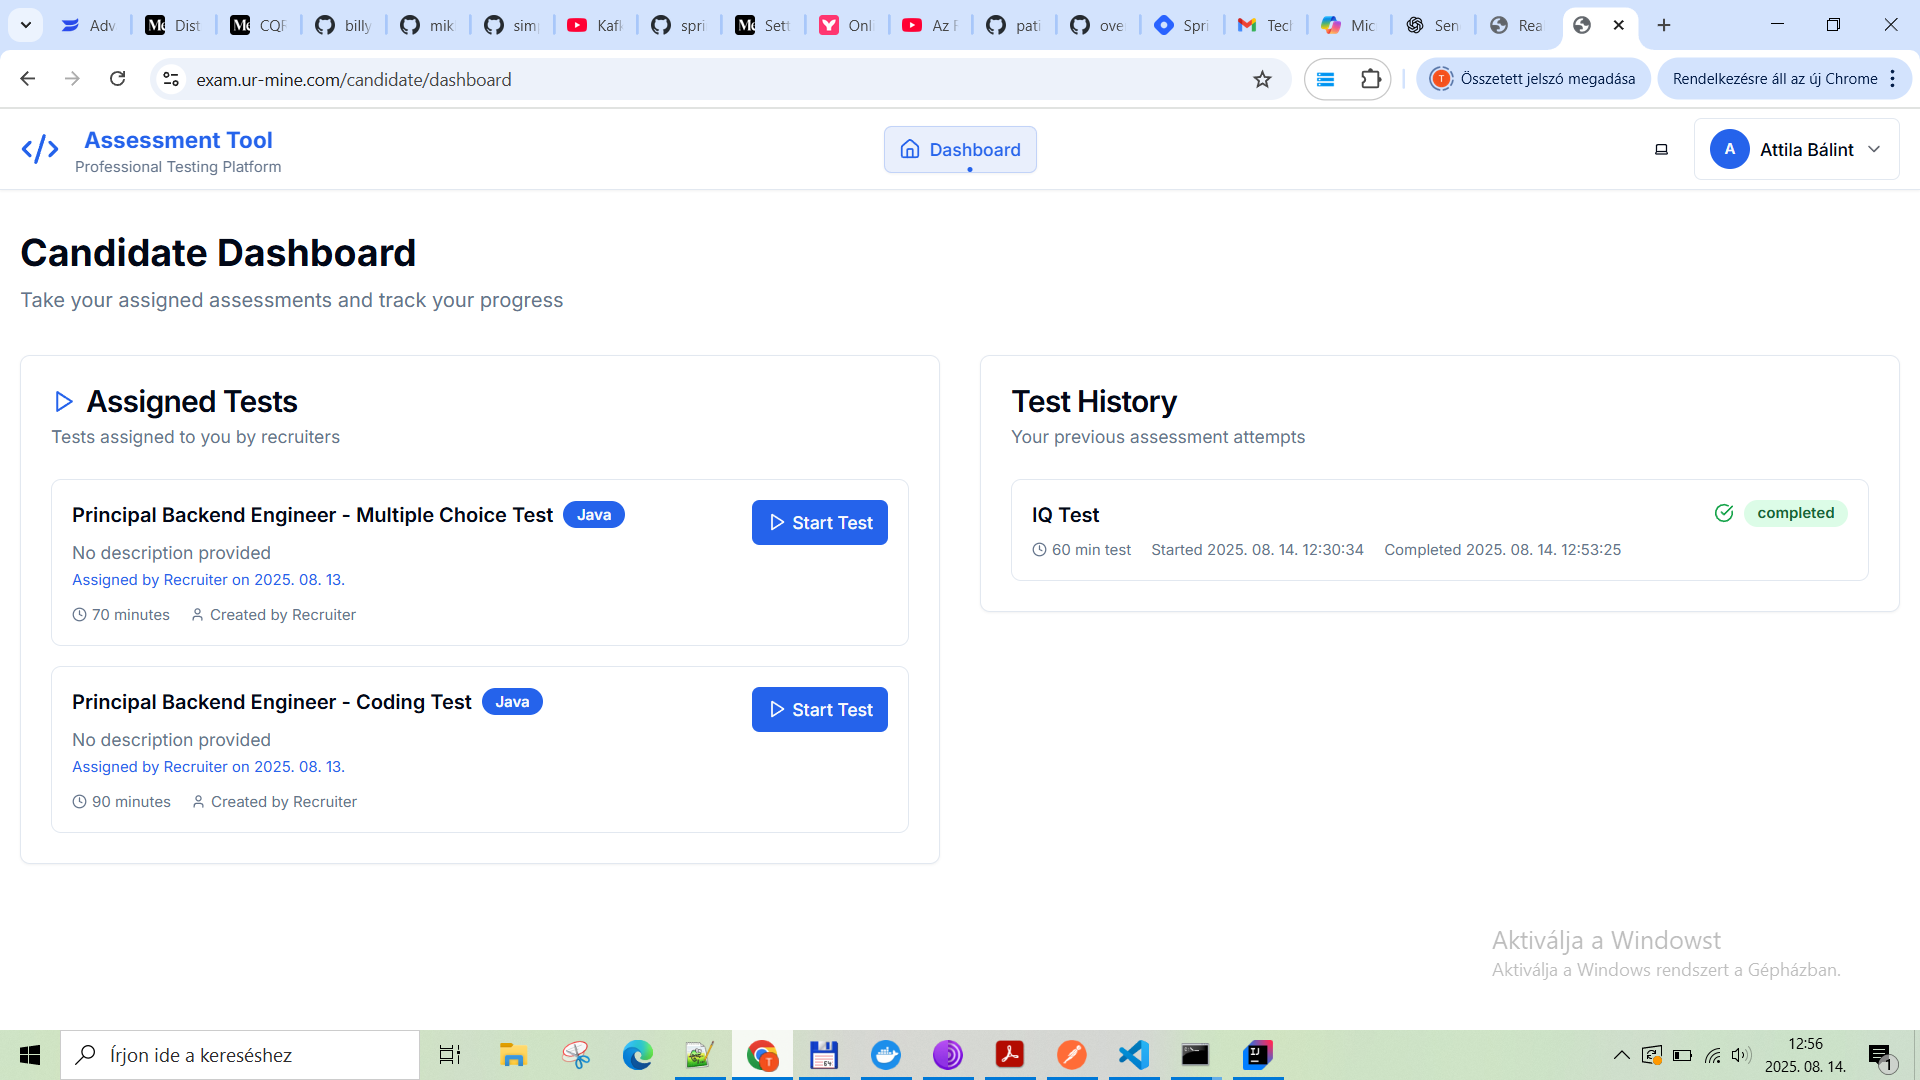 Adv
Dist
CQR
billy
mik
sim
Kafk
spri
Sett
Onli
Az F
pati
ove
Spri
Tech
Mic
Sen
Rea
exam.ur-mine.com/candidate/dashboard
Összetett jelszó megadása
Rendelkezésre áll az új Chrome
Assessment Tool
Professional Testing Platform
Dashboard
A
Attila Bálint
Candidate Dashboard
Take your assigned assessments and track your progress
Assigned Tests
Tests assigned to you by recruiters
Principal Backend Engineer - Multiple Choice Test Java
Start Test
No description provided
Assigned by Recruiter on 2025. 08. 13.
70 minutes Created by Recruiter
Principal Backend Engineer - Coding Test Java
Start Test
No description provided
Assigned by Recruiter on 2025. 08. 13.
90 minutes Created by Recruiter
Test History
Your previous assessment attempts
IQ Test
completed
60 min test Started 2025. 08. 14. 12:30:34 Completed 2025. 08. 14. 12:53:25
Aktiválja a Windowst
Aktiválja a Windows rendszert a Gépházban.
Írjon ide a kereséshez
12:56
2025. 08. 14.
1